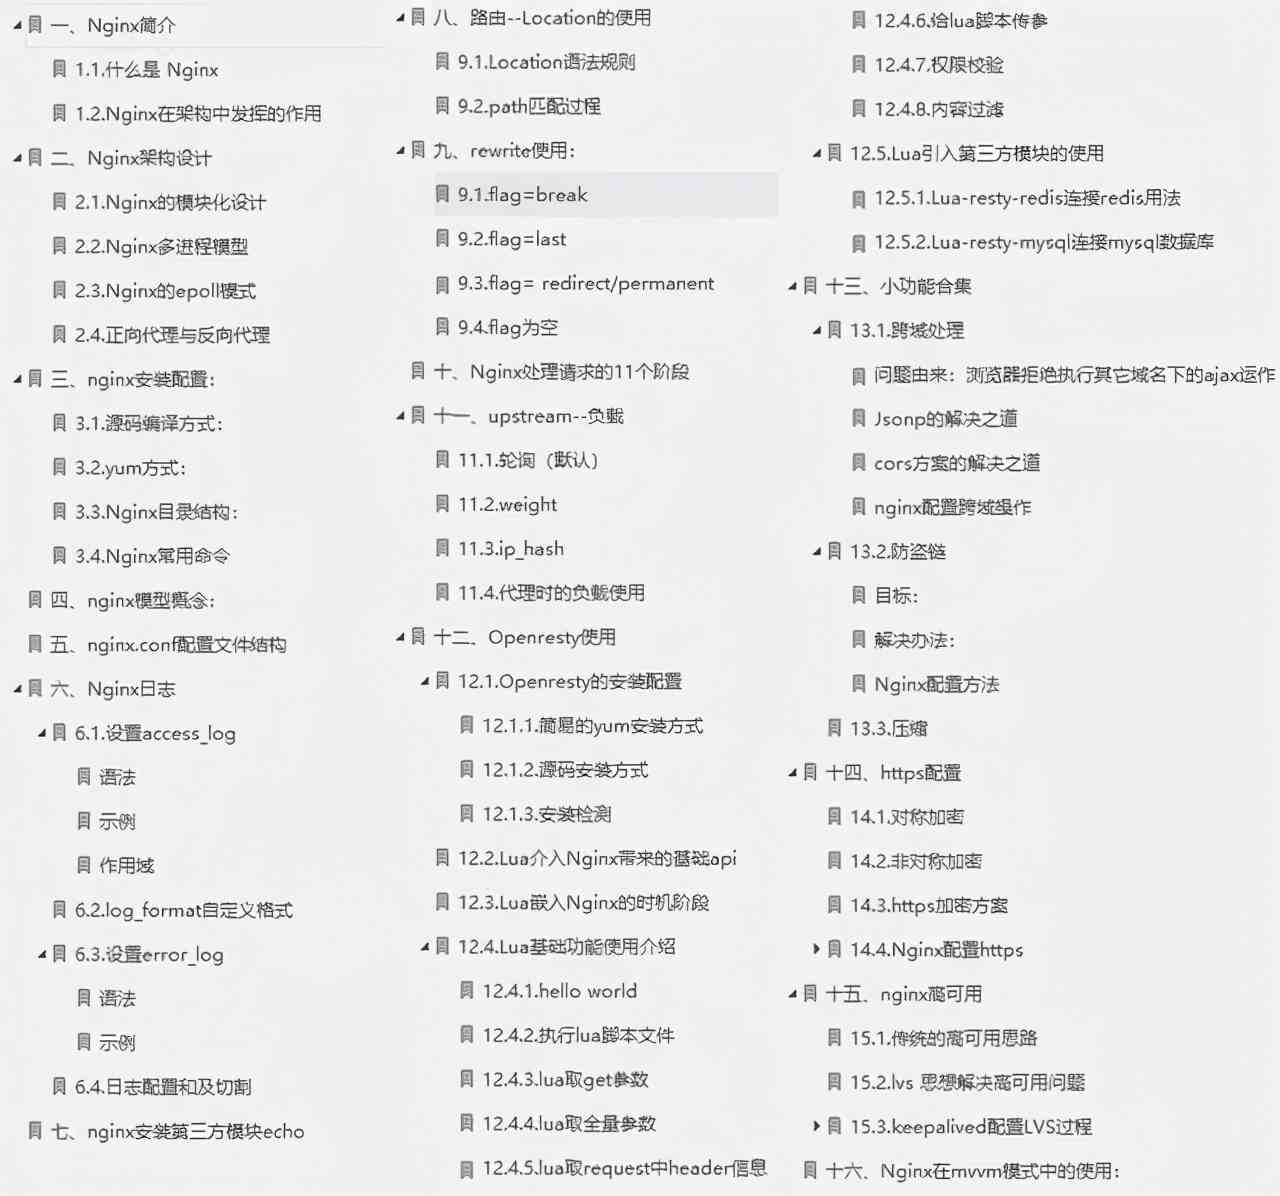 一、Nginx简介
1.1.什么是 Nginx
1.2.Nginx在架构中发挥的作用
二、Nginx架构设计
2.1.Nginx的模块化设计
2.2.Nginx多进程模型
2.3.Nginx的epoll模式
2.4.正向代理与反向代理
三、nginx安装配置：
3.1.源码编译方式：
3.2.yum方式：
3.3.Nginx目录结构：
3.4.Nginx常用命令
四、nginx模型概念：
五、nginx.conf配置文件结构
六、Nginx日志
6.1.设置access_log
语法
示例
作用域
6.2.log_format自定义格式
6.3.设置error_log
语法
示例
6.4.日志配置和及切割
七、nginx安装第三方模块echo
八、路由--Location的使用
9.1.Location语法规则
9.2.path匹配过程
九、rewrite使用：
9.1.flag=break
9.2.flag=last
9.3.flag= redirect/permanent
9.4.flag为空
十、Nginx处理请求的11个阶段
十一、upstream--负载
11.1.轮询（默认）
11.2.weight
11.3.ip_hash
11.4.代理时的负载使用
十二、Openresty使用
12.1.Openresty的安装配置
12.1.1.简易的yum安装方式
12.1.2.源码安装方式
12.1.3.安装检测
12.2.Lua介入Nginx带来的基础api
12.3.Lua嵌入Nginx的时机阶段
12.4.Lua基础功能使用介绍
12.4.1.hello world
12.4.2.执行lua脚本文件
12.4.3.lua取get参数
12.4.4.lua取全量参数
12.4.5.lua取request中header信息
12.4.6.给lua脚本传参
12.4.7.权限校验
12.4.8.内容过滤
12.5.Lua引入第三方模块的使用
12.5.1.Lua-resty-redis连接redis用法
12.5.2.Lua-resty-mysql连接mysql数据库
十三、小功能合集
13.1.跨域处理
问题由来：浏览器拒绝执行其它域名下的ajax运作
Jsonp的解决之道
cors方案的解决之道
nginx配置跨域操作
13.2.防盗链
目标：
解决办法：
Nginx配置方法
13.3.压缩
十四、https配置
14.1.对称加密
14.2.非对称加密
14.3.https加密方案
14.4.Nginx配置https
十五、nginx高可用
15.1.传统的高可用思路
15.2.lvs 思想解决高可用问题
15.3.keepalived配置LVS过程
十六、Nginx在mvvm模式中的使用：